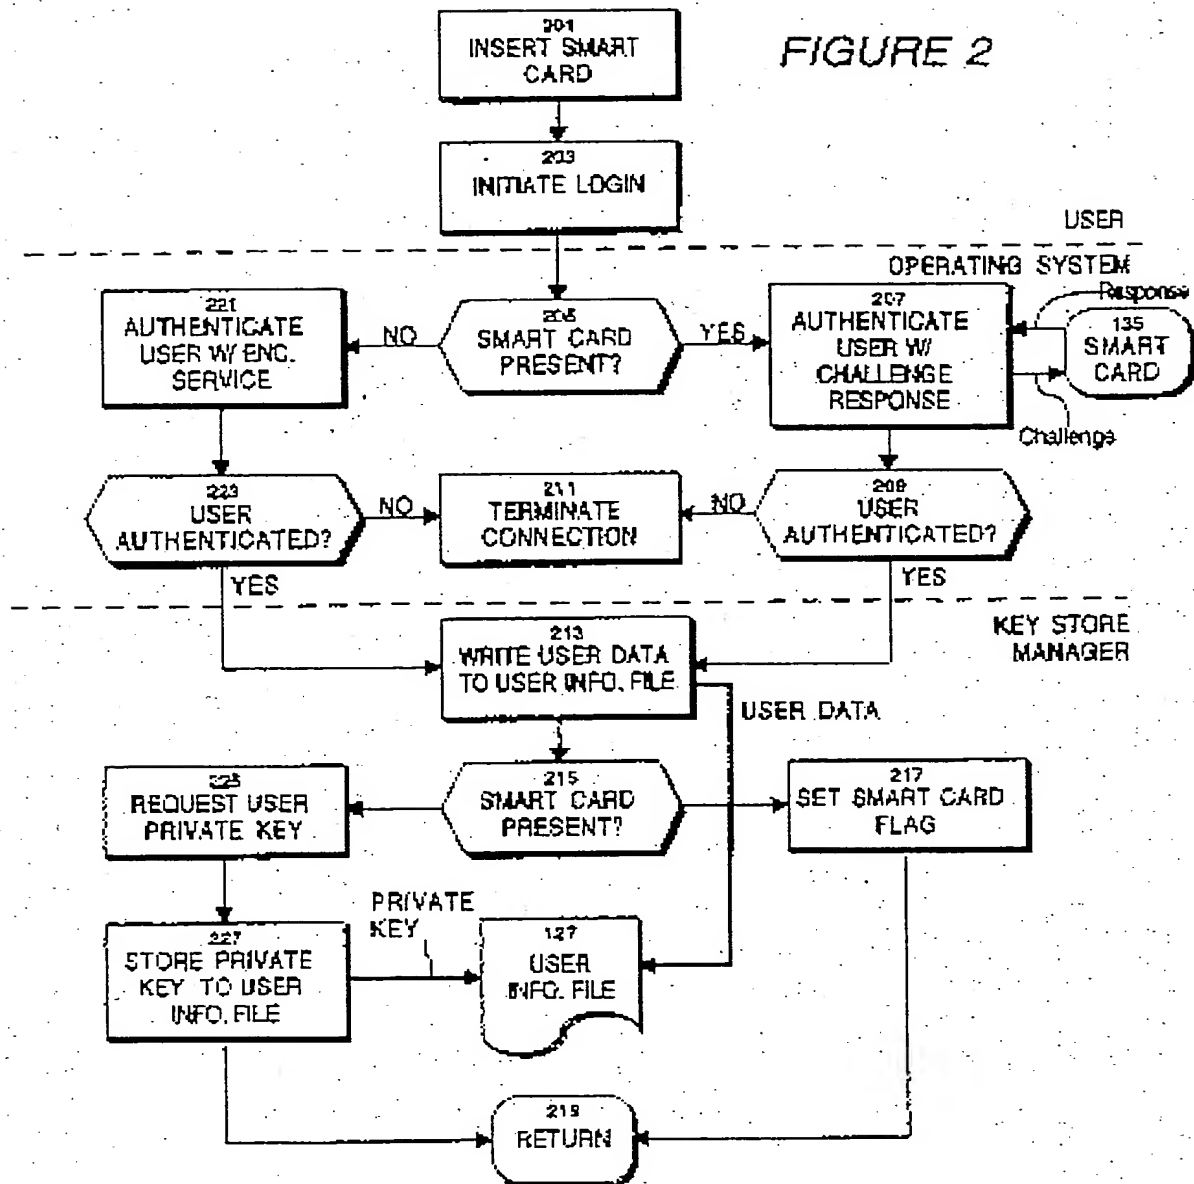 FIGURE 2
201
INSERT SMART
CARD
203
INITIATE LOGIN
USER
OPERATING SYSTEM
221
AUTHENTICATE
USER W/ ENC.
SERVICE
NO
205
SMART CARD
PRESENT?
YES
207
AUTHENTICATE
USER W/
CHALLENGE
RESPONSE
Response
135
SMART
CARD
Challenge
223
USER
AUTHENTICATED?
NO
211
TERMINATE
CONNECTION
NO
209
USER
AUTHENTICATED?
YES
YES
KEY STORE
MANAGER
213
WRITE USER DATA
TO USER INFO. FILE
USER DATA
225
REQUEST USER
PRIVATE KEY
215
SMART CARD
PRESENT?
217
SET SMART CARD
FLAG
PRIVATE
KEY
227
STORE PRIVATE
KEY TO USER
INFO. FILE
127
USER
INFO. FILE
219
RETURN